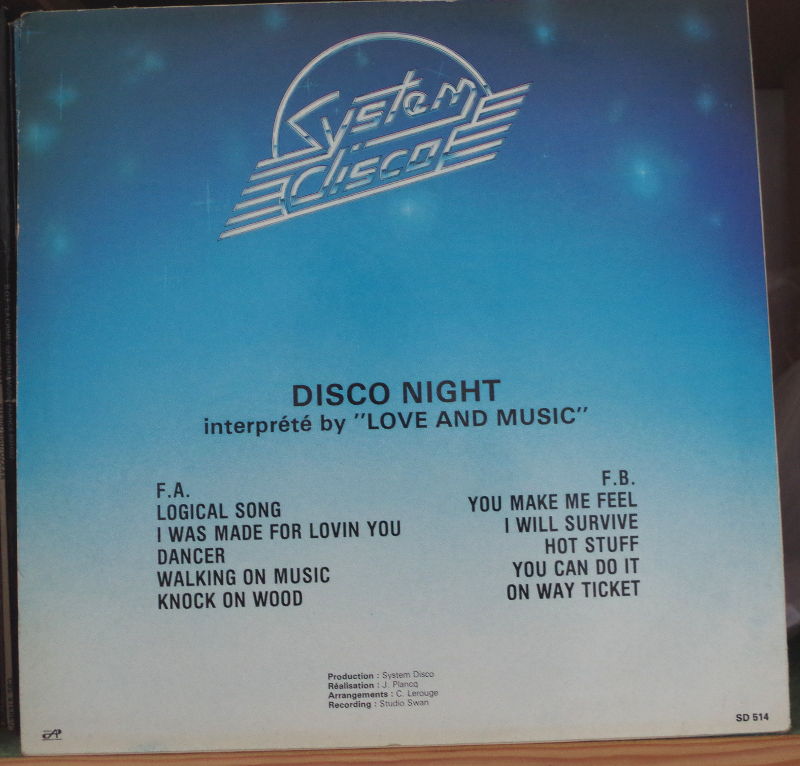 System
disco
DISCO NIGHT
interprété by "LOVE AND MUSIC"
F.A.
LOGICAL SONG
I WAS MADE FOR LOVIN YOU
DANCER
WALKING ON MUSIC
KNOCK ON WOOD
F.B.
YOU MAKE ME FEEL
I WILL SURVIVE
HOT STUFF
YOU CAN DO IT
ON WAY TICKET
Production : System Disco
Réalisation : J. Plancq
Arrangements : C. Lerouge
Recording : Studio Swan
SD 514